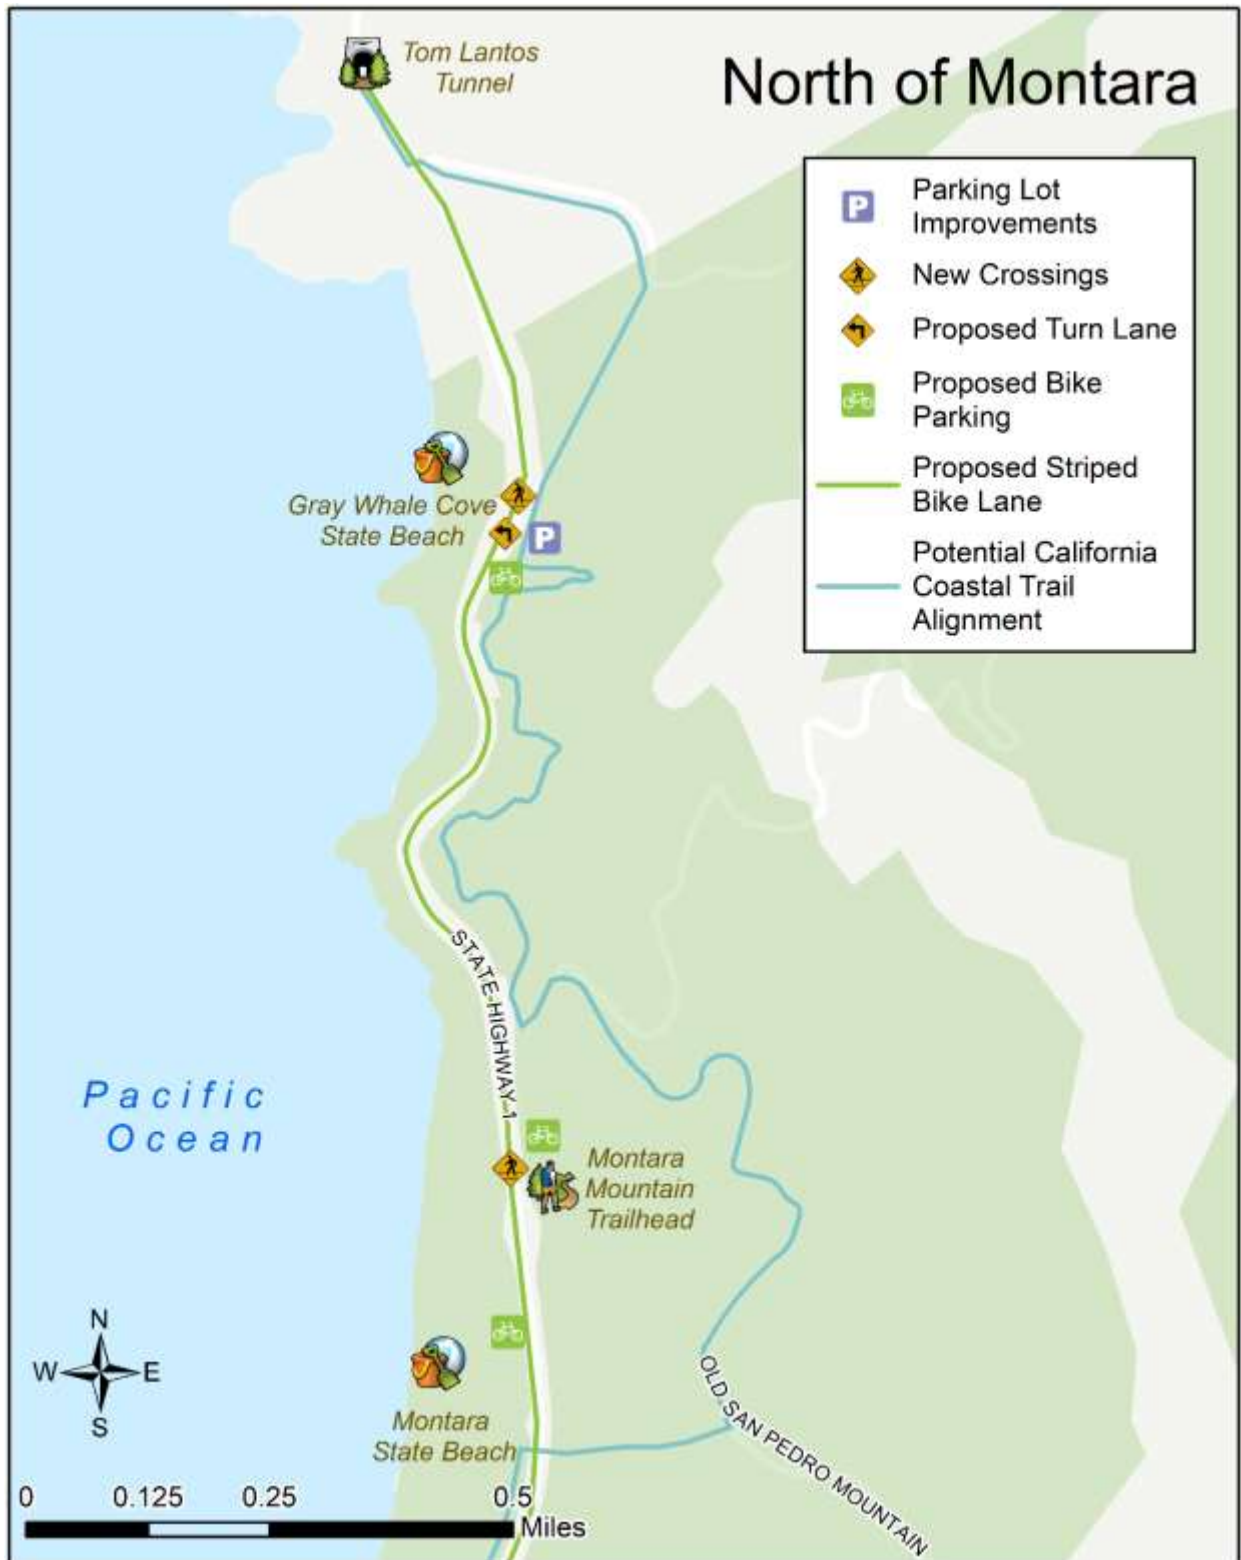 Tom Lantos
Tunnel
North of Montara
P
Parking Lot
Improvements
New Crossings
Proposed Turn Lane
Proposed Bike
Parking
Proposed Striped
Bike Lane
Potential California
Coastal Trail
Alignment
Gray Whale Cove
State Beach
P
STATE HIGHWAY 1
Pacific
Ocean
Montara
Mountain
Trailhead
N
W E
S
Montara
State Beach
OLD SAN PEDRO MOUNTAIN
0 0.125 0.25 0.5
Miles